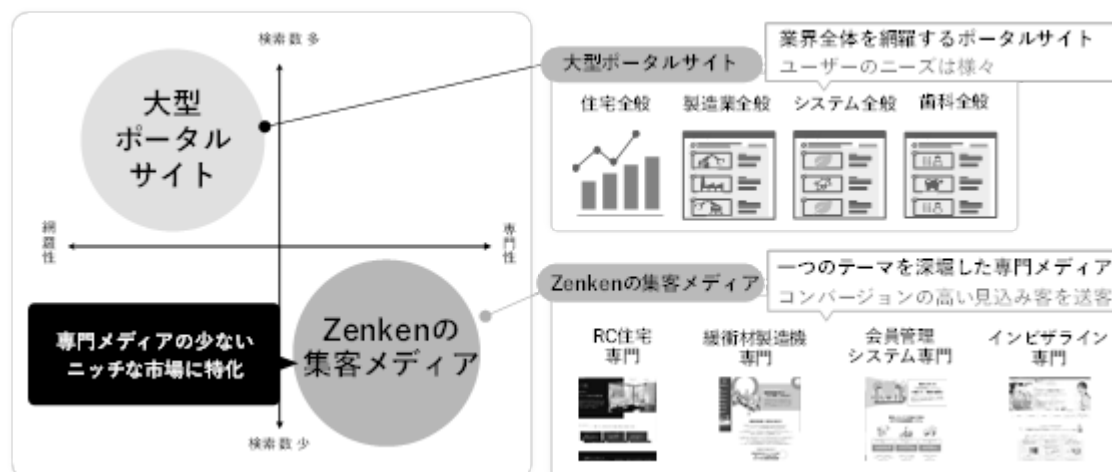 検索数多
大型
ポータル
サイト
網羅性
専門性
専門メディアの少ない
ニッチな市場に特化
Zenkenの
集客メディア
検索数少
大型ポータルサイト
業界全体を網羅するポータルサイト
ユーザーのニーズは様々
住宅全般
製造業全般
システム全般
歯科全般
Zenkenの集客メディア
一つのテーマを深堀した専門メディア
コンバージョンの高い見込み客を送客
RC住宅
専門
緩衝材製造機
専門
会員管理
システム専門
インビザライン
専門